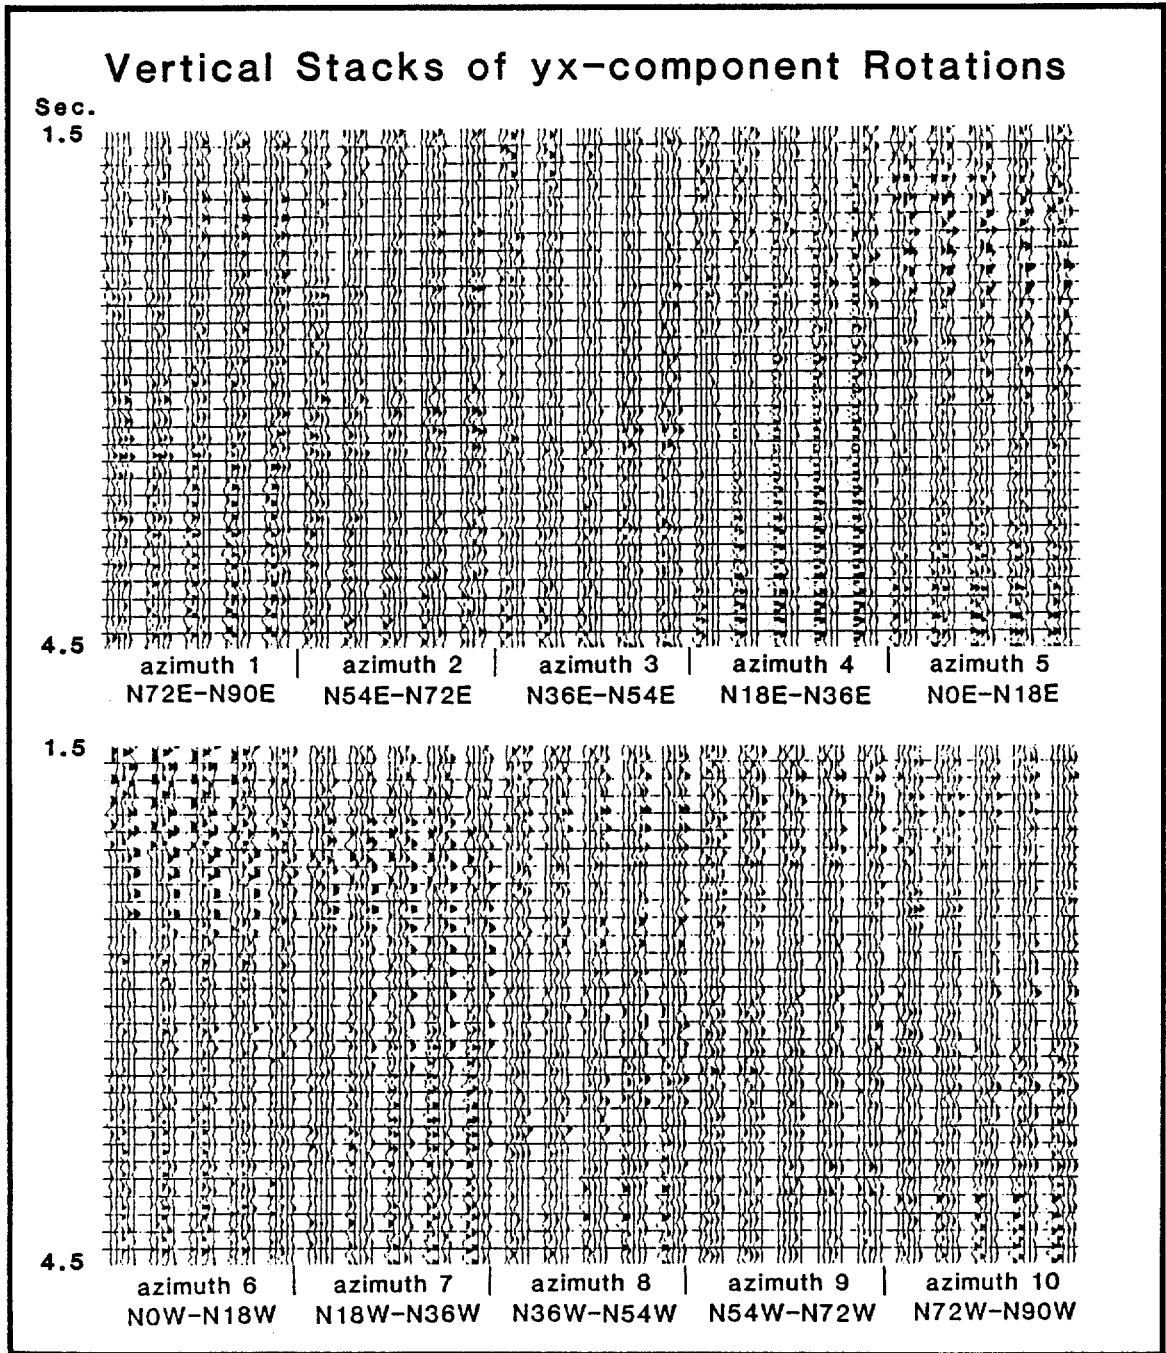 Vertical Stacks of yx-component Rotations
Sec.
1.5
4.5
azimuth 1 | azimuth 2 | azimuth 3 | azimuth 4 | azimuth 5
N72E-N90E N54E-N72E N36E-N54E N18E-N36E N0E-N18E
1.5
4.5
azimuth 6 | azimuth 7 | azimuth 8 | azimuth 9 | azimuth 10
N0W-N18W N18W-N36W N36W-N54W N54W-N72W N72W-N90W